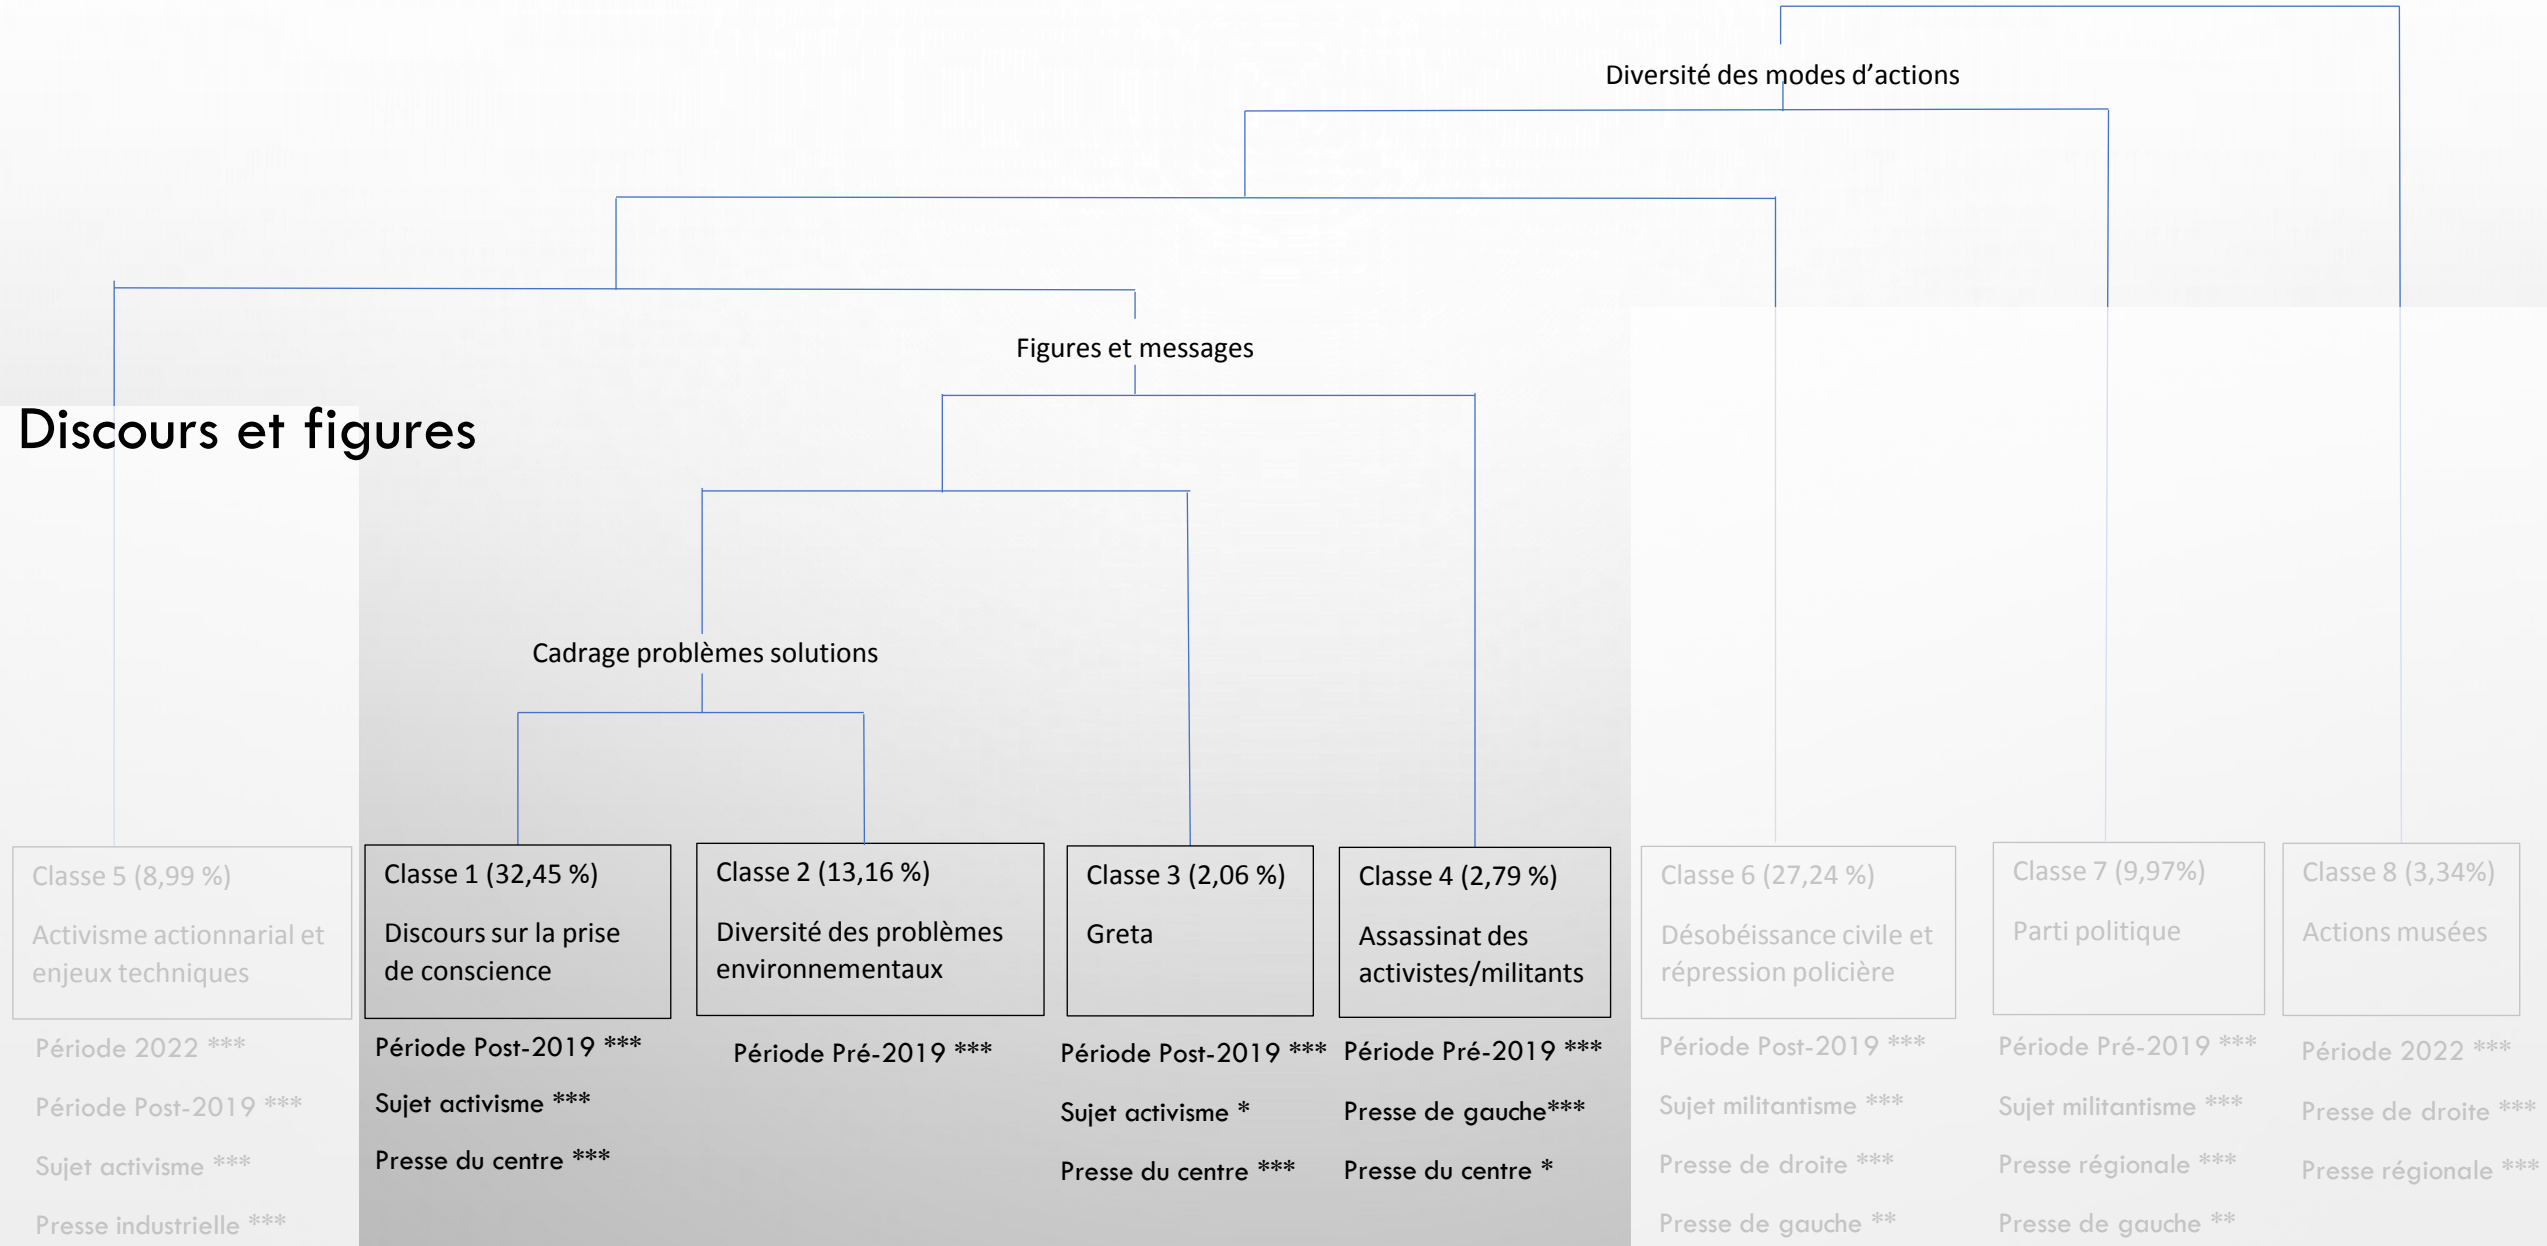 Diversité des modes d’actions
Figures et messages
Discours et figures
Cadrage problèmes solutions
Classe 5 (8,99 %)
Activisme actionnarial et
enjeux techniques
Période 2022 ***
Période Post-2019 ***
Sujet activisme ***
Presse industrielle ***
Classe 1 (32,45 %)
Discours sur la prise
de conscience
Période Post-2019 ***
Sujet activisme ***
Presse du centre ***
Classe 2 (13,16 %)
Diversité des problèmes
environnementaux
Période Pré-2019 ***
Classe 3 (2,06 %)
Greta
Période Post-2019 ***
Sujet activisme *
Presse du centre ***
Classe 4 (2,79 %)
Assassinat des
activistes/militants
Période Pré-2019 ***
Presse de gauche***
Presse du centre *
Classe 6 (27,24 %)
Désobéissance civile et
répression policière
Période Post-2019 ***
Sujet militantisme ***
Presse de droite ***
Presse de gauche **
Classe 7 (9,97%)
Parti politique
Période Pré-2019 ***
Sujet militantisme ***
Presse régionale ***
Presse de gauche **
Classe 8 (3,34%)
Actions musées
Période 2022 ***
Presse de droite ***
Presse régionale ***